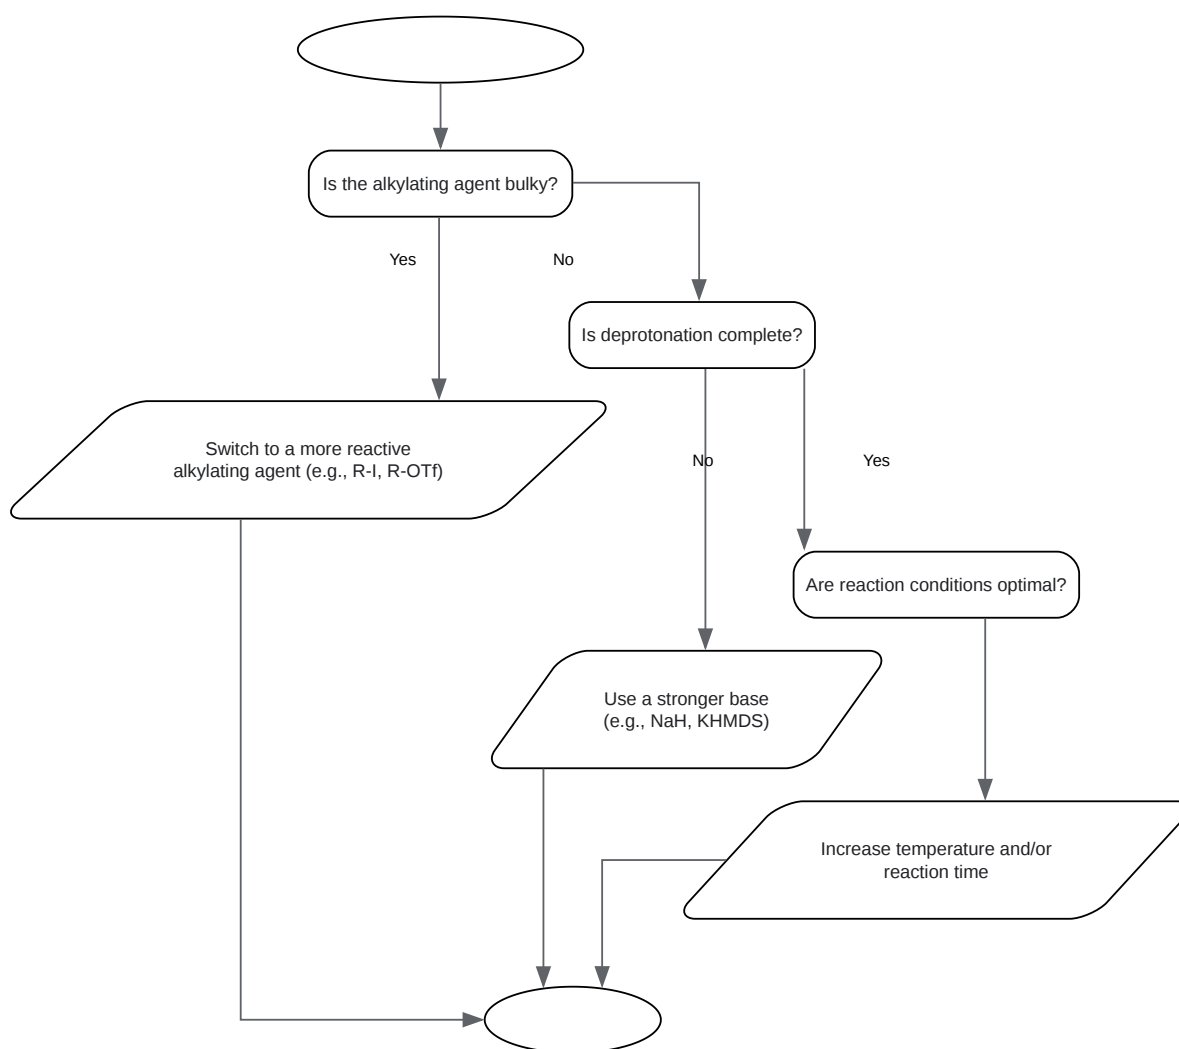 Is the alkylating agent bulky?
Yes
No
Is deprotonation complete?
Switch to a more reactive
alkylating agent (e.g., R-I, R-OTf)
No
Yes
Are reaction conditions optimal?
Use a stronger base
(e.g., NaH, KHMDS)
Increase temperature and/or
reaction time